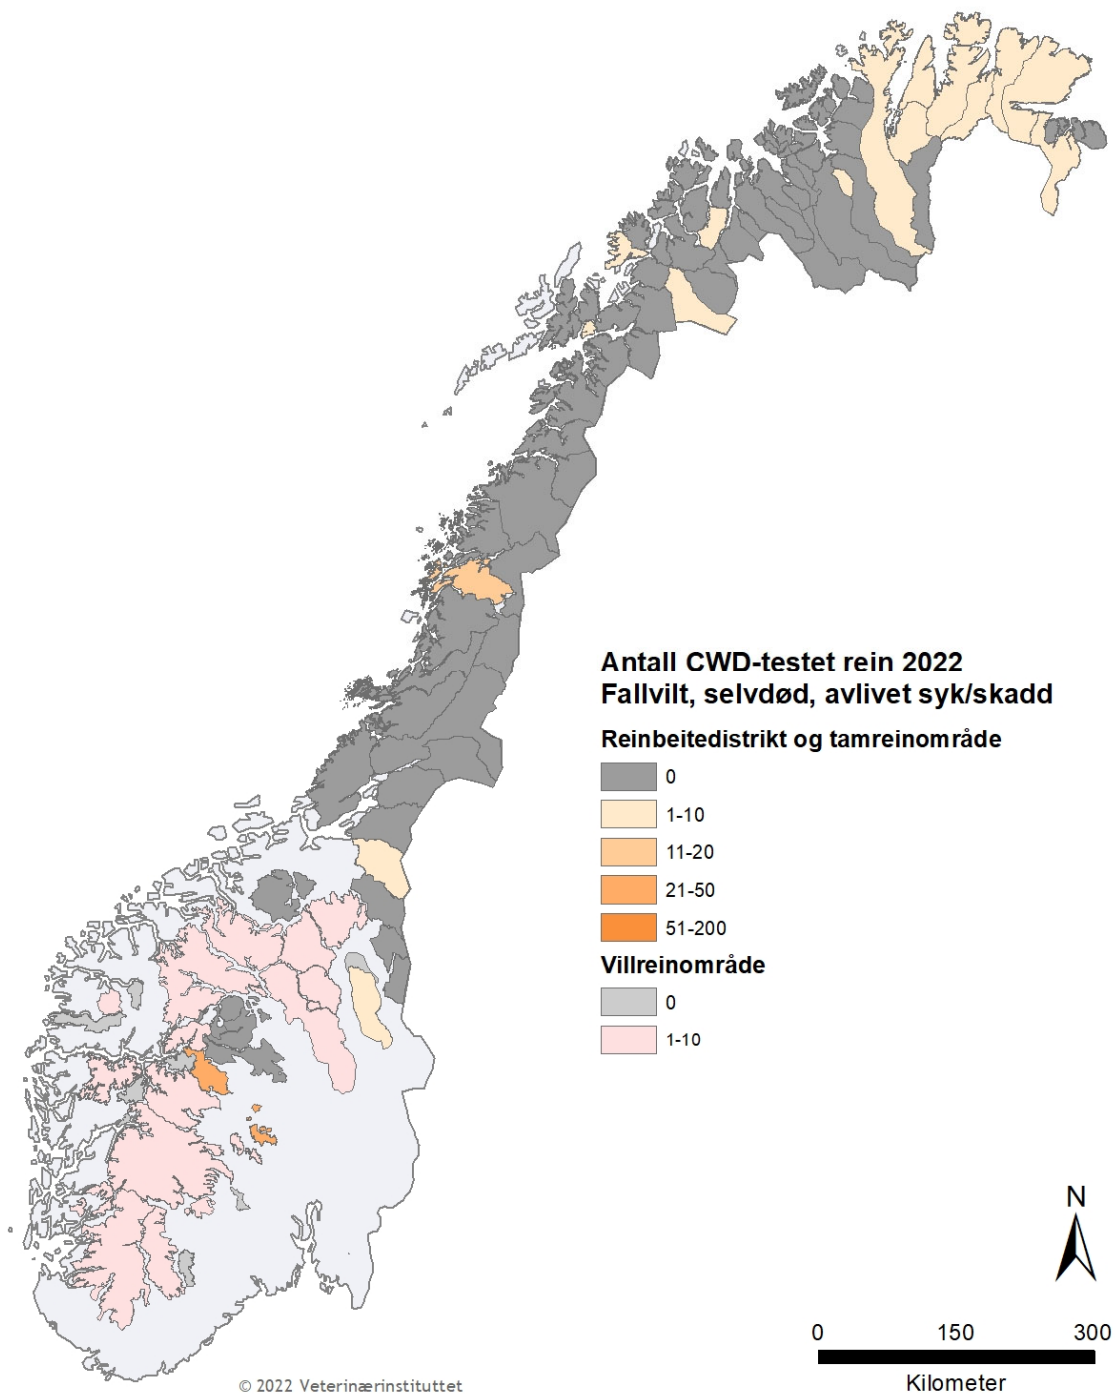 Antall CWD-testet rein 2022
Fallvilt, selvdød, avlivet syk/skadd
Reinbeitedistrikt og tamreinområde
0
1-10
11-20
21-50
51-200
Villreinområde
0
1-10
N
0 150 300
Kilometer
© 2022 Veterinærinstituttet